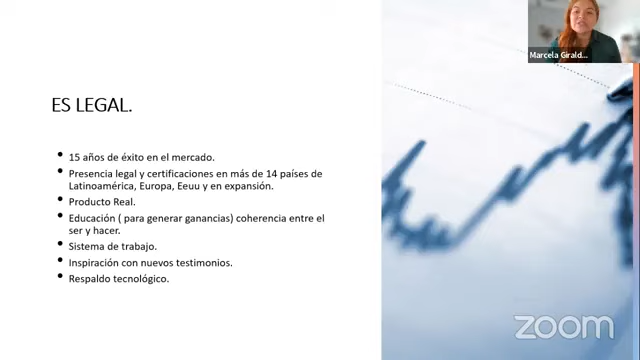 Marcela Girald...
ES LEGAL.
• 15 años de éxito en el mercado.
• Presencia legal y certificaciones en más de 14 países de
Latinoamérica, Europa, Eeuu y en expansión.
• Producto Real.
• Educación ( para generar ganancias) coherencia entre el
ser y hacer.
• Sistema de trabajo.
• Inspiración con nuevos testimonios.
• Respaldo tecnológico.
zoom